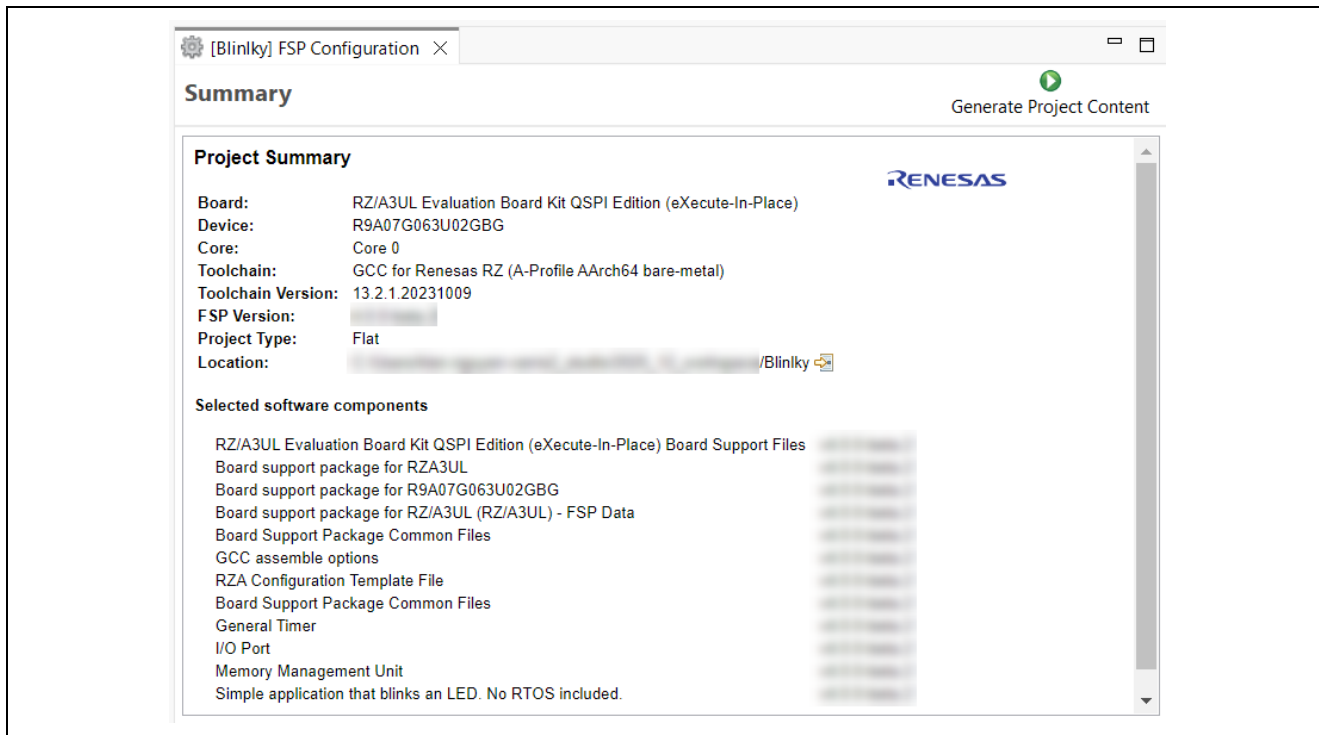 [Blinlky] FSP Configuration
Summary
Generate Project Content
Project Summary
RENESAS
Board: RZ/A3UL Evaluation Board Kit QSPI Edition (eXecute-In-Place)
Device: R9A07G063U02GBG
Core: Core 0
Toolchain: GCC for Renesas RZ (A-Profile AArch64 bare-metal)
Toolchain Version: 13.2.1.20231009
FSP Version:
Project Type: Flat
Location: /Blinlky
Selected software components
RZ/A3UL Evaluation Board Kit QSPI Edition (eXecute-In-Place) Board Support Files
Board support package for RZA3UL
Board support package for R9A07G063U02GBG
Board support package for RZ/A3UL (RZ/A3UL) - FSP Data
Board Support Package Common Files
GCC assemble options
RZA Configuration Template File
Board Support Package Common Files
General Timer
I/O Port
Memory Management Unit
Simple application that blinks an LED. No RTOS included.